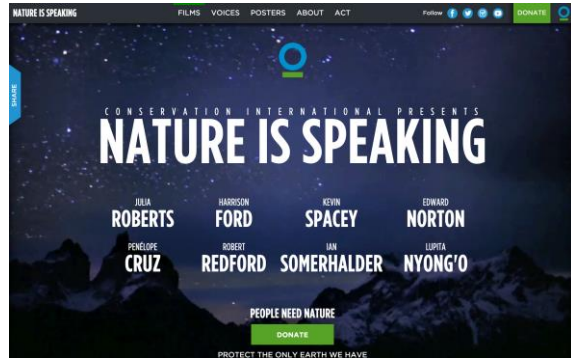 NATURE IS SPEAKING
FILMS VOICES POSTERS ABOUT ACT
Follow
DONATE
SHARE
CONSERVATION INTERNATIONAL PRESENTS
NATURE IS SPEAKING
JULIA HARRISON KEVIN EDWARD
ROBERTS FORD SPACEY NORTON
PENÉLOPE ROBERT IAN LUPITA
CRUZ REDFORD SOMERHALDER NYONG'O
PEOPLE NEED NATURE
DONATE
PROTECT THE ONLY EARTH WE HAVE